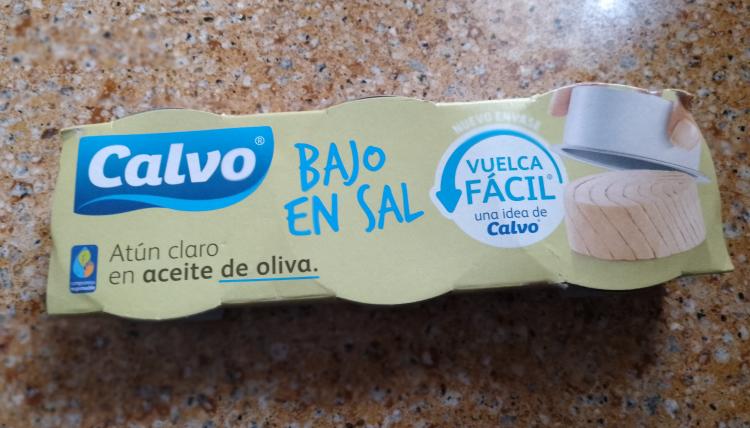 Calvo®
BAJO
EN SAL
NUEVO ENVASE
VUELCA
FÁCIL®
una idea de
Calvo
Atún claro
en aceite de oliva.